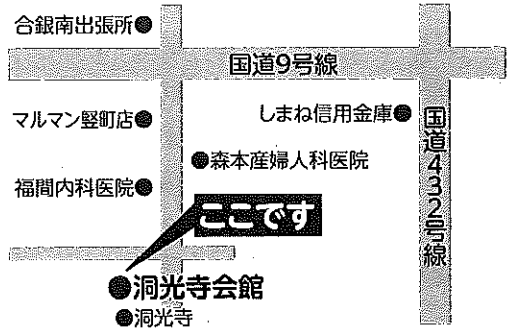 合銀南出張所
国道9号線
マルマン竪町店
しまね信用金庫
国道432号線
森本産婦人科医院
福間内科医院
ここです
洞光寺会館
洞光寺